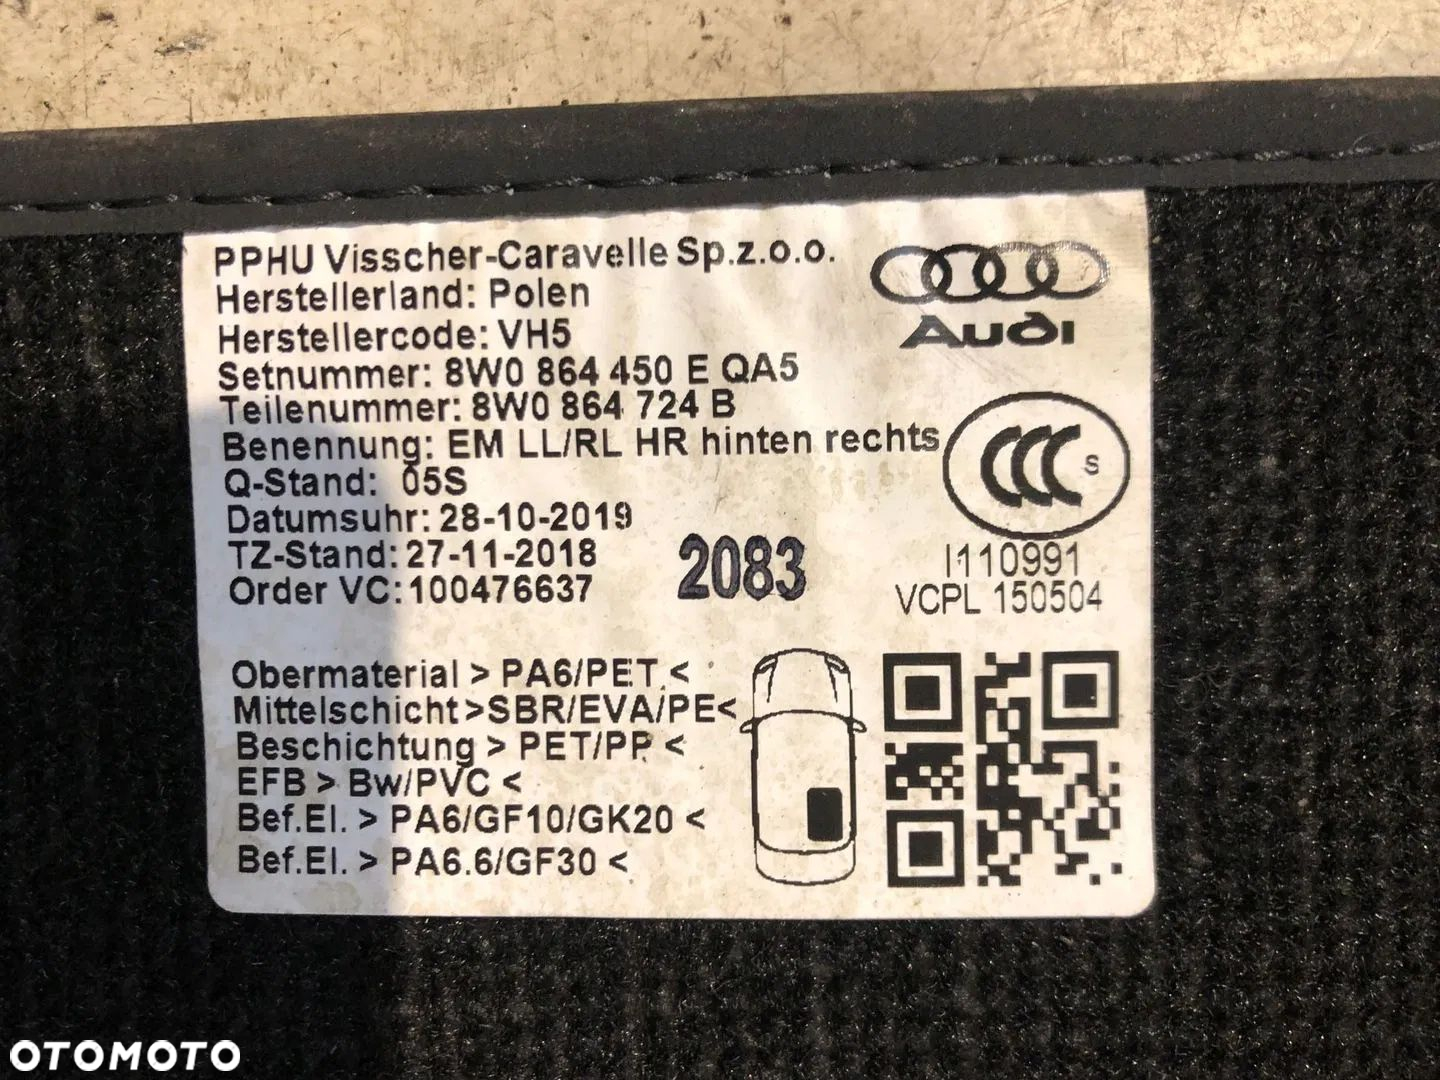 PPHU Visscher-Caravelle Sp.z.o.o.
Herstellerland: Polen
Herstellercode: VH5
Setnummer: 8W0 864 450 E QA5
Teilenummer: 8W0 864 724 B
Benennung: EM LL/RL HR hinten rechts
Q-Stand: 05S
Datumsuhr: 28-10-2019
TZ-Stand: 27-11-2018
Order VC: 100476637
2083
Audi
CCC S
I110991
VCPL 150504
Obermaterial > PA6/PET <
Mittelschicht >SBR/EVA/PE<
Beschichtung > PET/PP <
EFB > Bw/PVC <
Bef.El. > PA6/GF10/GK20 <
Bef.El. > PA6.6/GF30 <
OTOMOTO